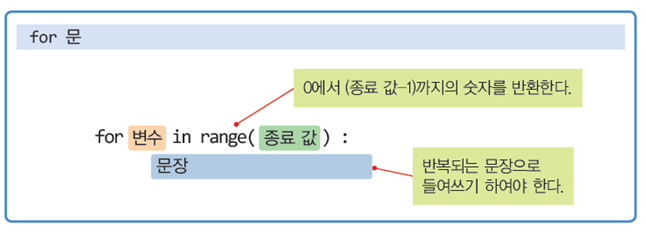 for 문
0에서 (종료 값-1)까지의 숫자를 반환한다.
for 변수 in range( 종료 값 ) :
문장
반복되는 문장으로
들여쓰기 하여야 한다.